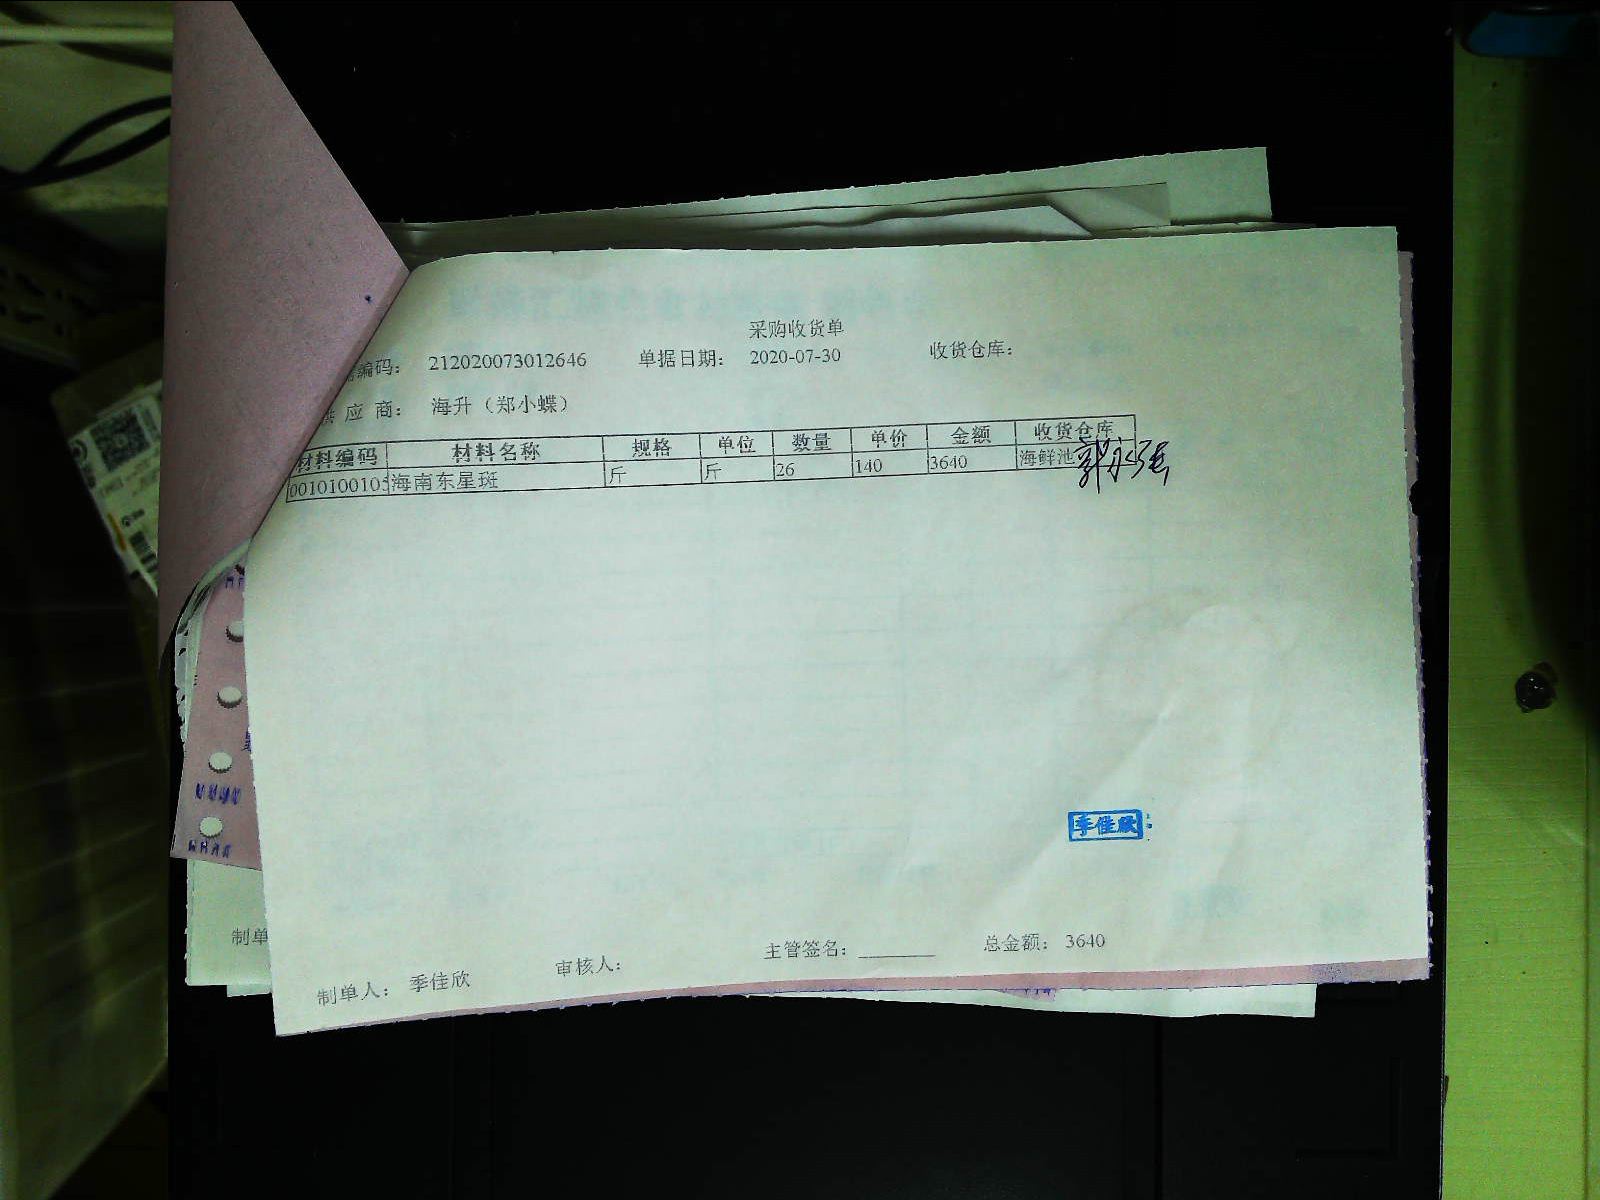 采购收货单
编码： 212020073012646 单据日期： 2020-07-30 收货仓库：
应 商： 海升（郑小蝶）
材料编码 材料名称 规格 单位 数量 单价 金额 收货仓库
0010100105 海南东星斑 斤 斤 26 140 3640 海鲜池
季佳欣
制单
主管签名：________ 总金额： 3640
制单人： 季佳欣 审核人：